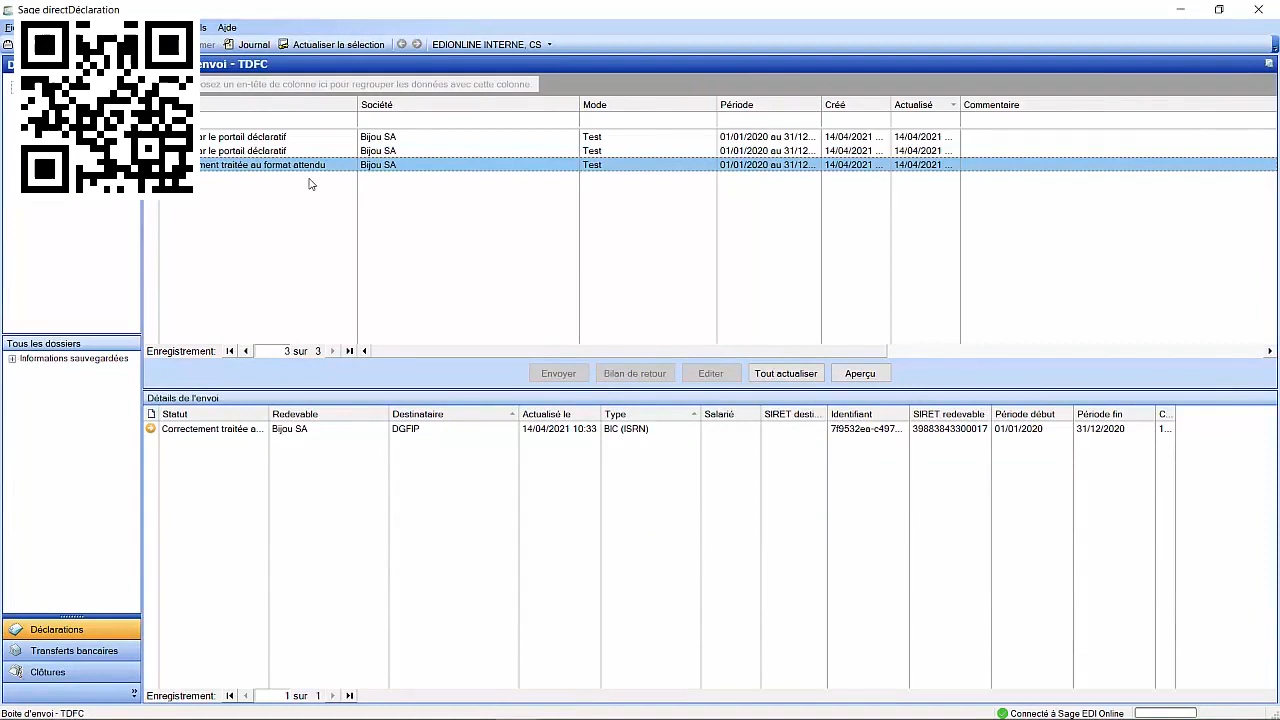 Sage directDéclaration
Aide
Journal Actualiser la sélection EDIONLINE INTERNE, CS
envoi - TDFC
osez un en-tête de colonne ici pour regrouper les données avec cette colonne.
Société Mode Période Créé Actualisé Commentaire
ar le portail déclaratif Bijou SA Test 01/01/2020 au 31/12... 14/04/2021 ... 14/04/2021 ...
ar le portail déclaratif Bijou SA Test 01/01/2020 au 31/12... 14/04/2021 ... 14/04/2021 ...
ment traitée au format attendu Bijou SA Test 01/01/2020 au 31/12... 14/04/2021 ... 14/04/2021 ...
Tous les dossiers
Informations sauvegardées
Enregistrement: 3 sur 3
Envoyer Bilan de retour Editer Tout actualiser Aperçu
Détails de l'envoi
Statut Redevable Destinataire Actualisé le Type Salarié SIRET desti... Identifiant SIRET redevable Période début Période fin C...
Correctement traitée a... Bijou SA DGFIP 14/04/2021 10:33 BIC (ISRN) 7f9532ea-c497... 39883843300017 01/01/2020 31/12/2020 1...
Déclarations
Transferts bancaires
Clôtures
Enregistrement: 1 sur 1
Boite d'envoi - TDFC Connecté à Sage EDI Online